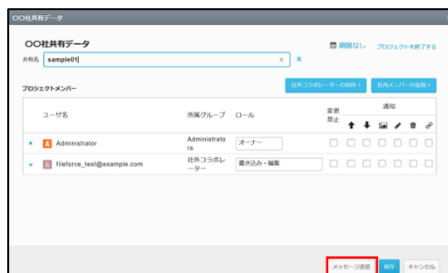 〇〇社共有データ
〇〇社共有データ
期限なし プロジェクトを終了する
共有名 sample01 × ×
プロジェクトメンバー 社外コラボレーターの招待 › 社内メンバーの追加 ›
ユーザ名 所属グループ ロール 変更禁止 通知
× Administrator Administrators オーナー
× fileforce_test@example.com 社外コラボレーター 書き込み・編集
メッセージ送信 保存 キャンセル